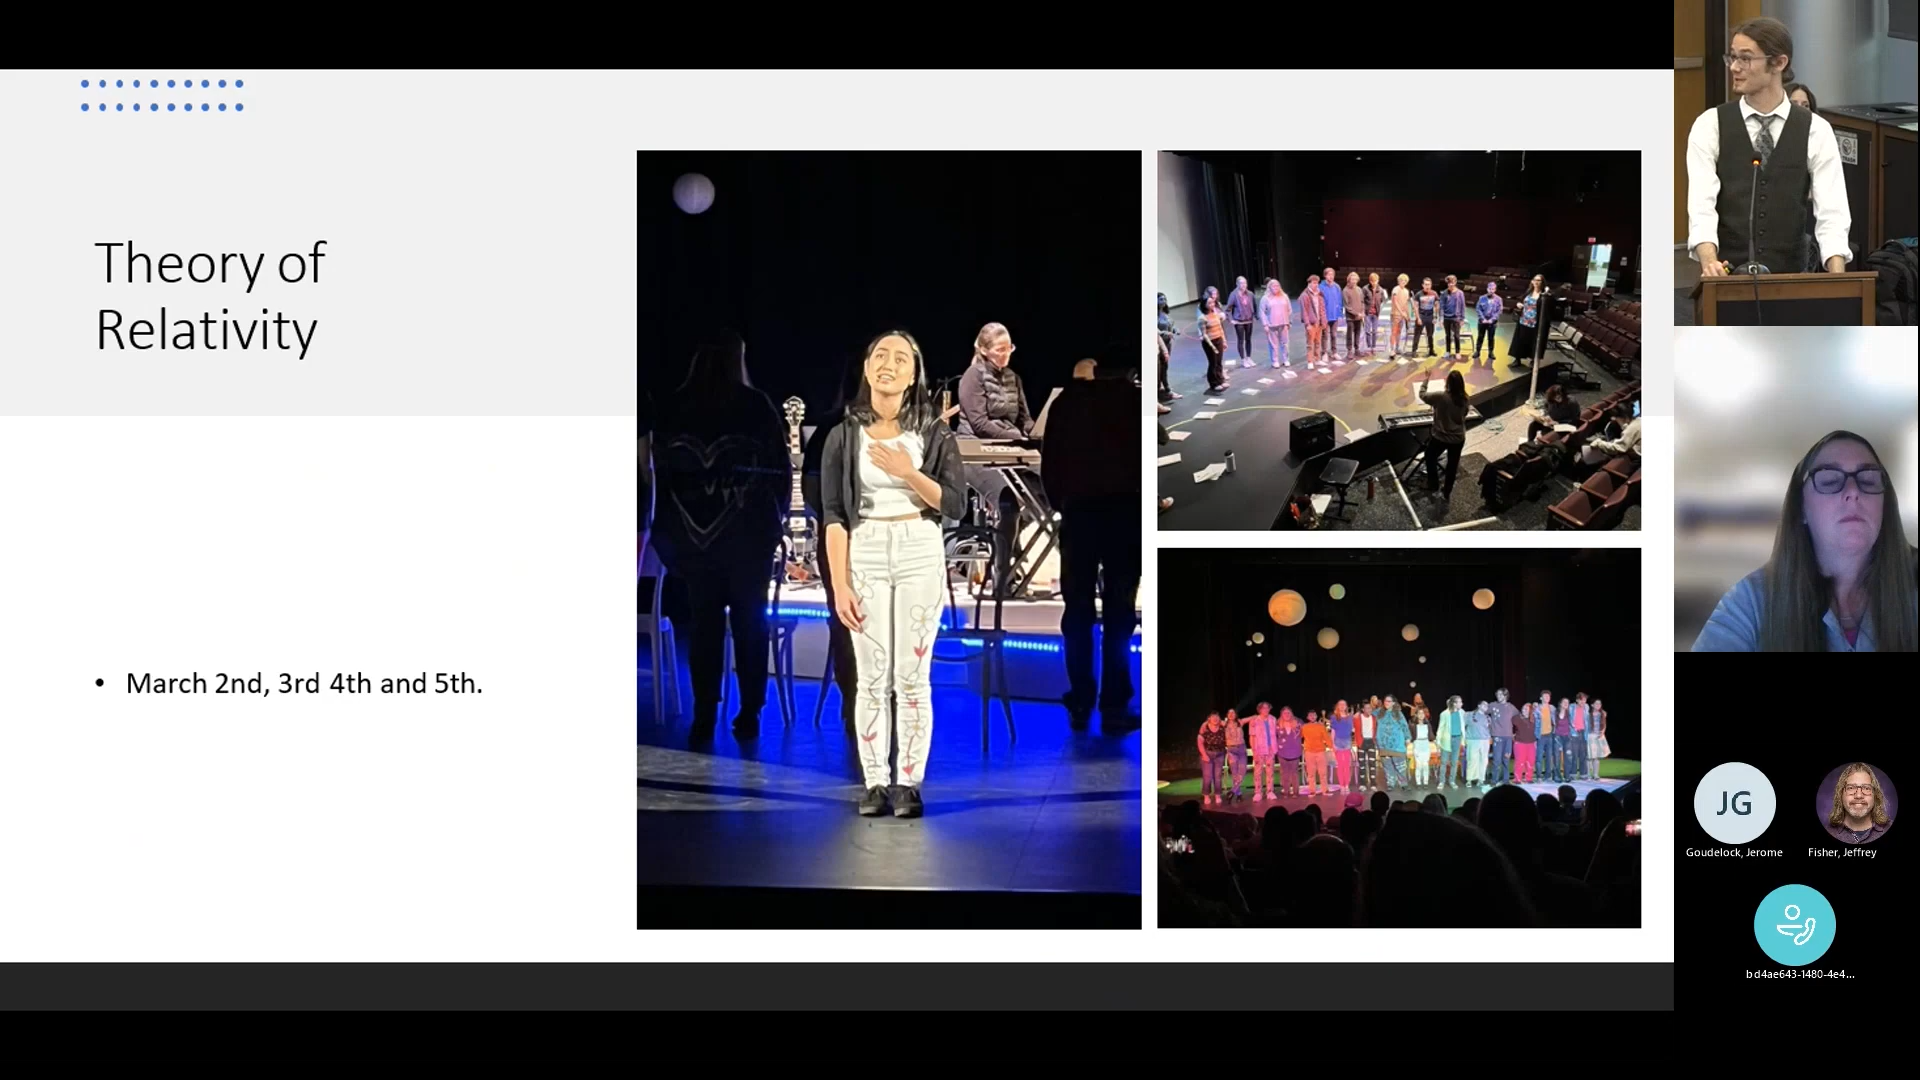 Theory of
Relativity
• March 2nd, 3rd 4th and 5th.
JG
Goudelock, Jerome
Fisher, Jeffrey
bd4ae643-1480-4e4...